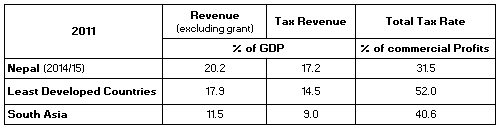 2011 Revenue (excluding grant) Tax Revenue Total Tax Rate
% of GDP % of commercial Profits
Nepal (2014/15) 20.2 17.2 31.5
Least Developed Countries 17.9 14.5 52.0
South Asia 11.5 9.0 40.6